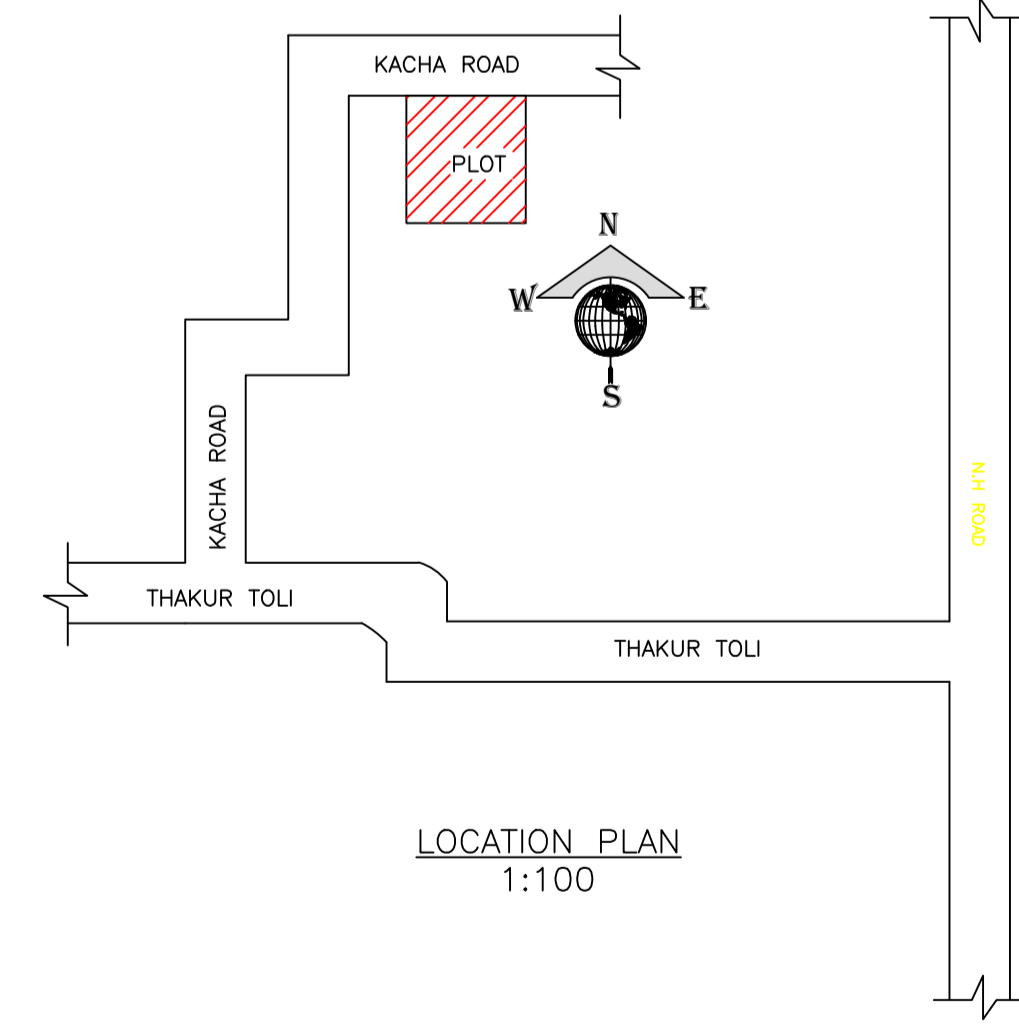 KACHA ROAD
PLOT
N
W
E
S
KACHA ROAD
N.H ROAD
THAKUR TOLI
THAKUR TOLI
LOCATION PLAN
1:100